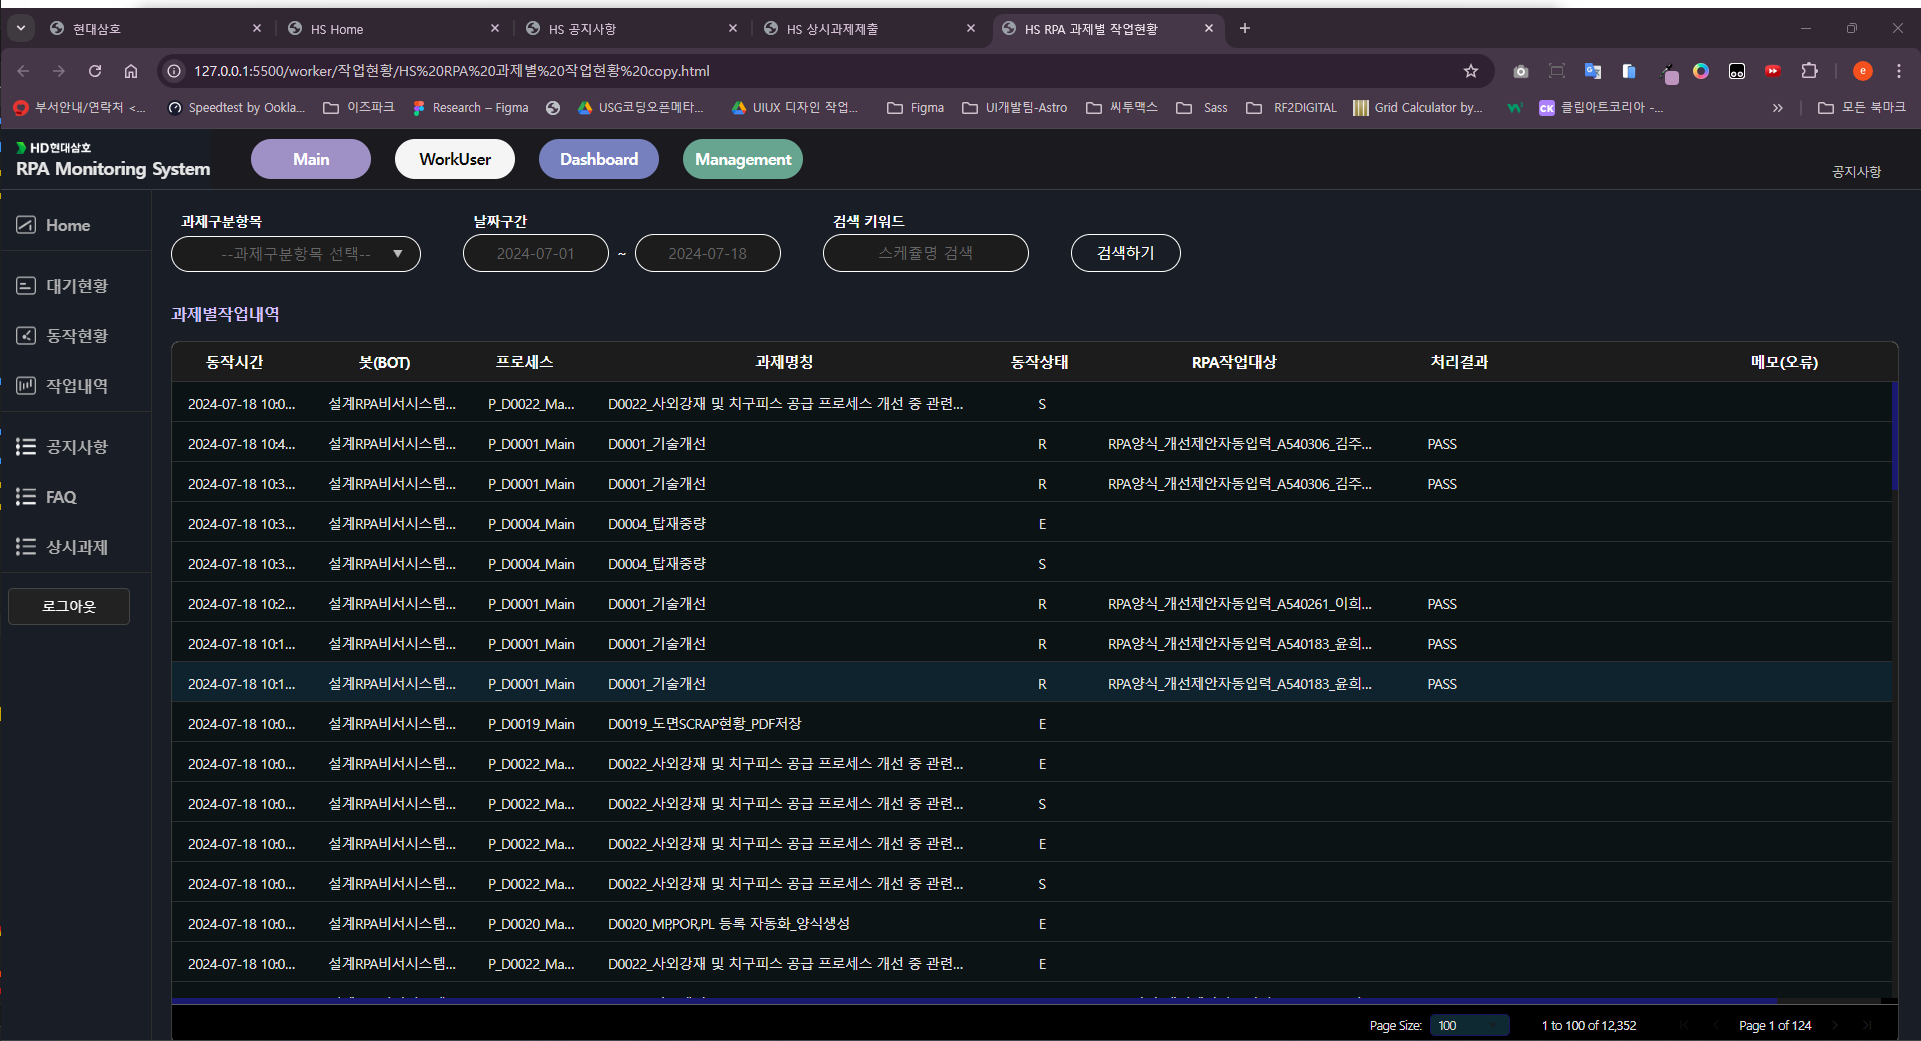 현대삼호
HS Home
HS 공지사항
HS 상시과제제출
HS RPA 과제별 작업현황
127.0.0.1:5500/worker/작업현황/HS%20RPA%20과제별%20작업현황%20copy.html
부서안내/연락처 <...
Speedtest by Ookla...
이즈파크
Research – Figma
USG코딩오픈메타...
UIUX 디자인 작업...
Figma
UI개발팀-Astro
씨투맥스
Sass
RF2DIGITAL
Grid Calculator by...
CK 클립아트코리아 -...
»
모든 북마크
HD현대삼호
RPA Monitoring System
Main
WorkUser
Dashboard
Management
공지사항
Home
대기현황
동작현황
작업내역
공지사항
FAQ
상시과제
로그아웃
과제구분항목
날짜구간
검색 키워드
--과제구분항목 선택--
2024-07-01 ~ 2024-07-18
스케쥴명 검색
검색하기
과제별작업내역
동작시간 봇(BOT) 프로세스 과제명칭 동작상태 RPA작업대상 처리결과 메모(오류)
2024-07-18 10:0... 설계RPA비서시스템... P_D0022_Ma... D0022_사외강재 및 치구피스 공급 프로세스 개선 중 관련... S
2024-07-18 10:4... 설계RPA비서시스템... P_D0001_Main D0001_기술개선 R RPA양식_개선제안자동입력_A540306_김주... PASS
2024-07-18 10:3... 설계RPA비서시스템... P_D0001_Main D0001_기술개선 R RPA양식_개선제안자동입력_A540306_김주... PASS
2024-07-18 10:3... 설계RPA비서시스템... P_D0004_Main D0004_탑재중량 E
2024-07-18 10:3... 설계RPA비서시스템... P_D0004_Main D0004_탑재중량 S
2024-07-18 10:2... 설계RPA비서시스템... P_D0001_Main D0001_기술개선 R RPA양식_개선제안자동입력_A540261_이희... PASS
2024-07-18 10:1... 설계RPA비서시스템... P_D0001_Main D0001_기술개선 R RPA양식_개선제안자동입력_A540183_윤희... PASS
2024-07-18 10:1... 설계RPA비서시스템... P_D0001_Main D0001_기술개선 R RPA양식_개선제안자동입력_A540183_윤희... PASS
2024-07-18 10:0... 설계RPA비서시스템... P_D0019_Main D0019_도면SCRAP현황_PDF저장 E
2024-07-18 10:0... 설계RPA비서시스템... P_D0022_Ma... D0022_사외강재 및 치구피스 공급 프로세스 개선 중 관련... E
2024-07-18 10:0... 설계RPA비서시스템... P_D0022_Ma... D0022_사외강재 및 치구피스 공급 프로세스 개선 중 관련... S
2024-07-18 10:0... 설계RPA비서시스템... P_D0022_Ma... D0022_사외강재 및 치구피스 공급 프로세스 개선 중 관련... E
2024-07-18 10:0... 설계RPA비서시스템... P_D0022_Ma... D0022_사외강재 및 치구피스 공급 프로세스 개선 중 관련... S
2024-07-18 10:0... 설계RPA비서시스템... P_D0020_Ma... D0020_MP,POR,PL 등록 자동화_양식생성 E
2024-07-18 10:0... 설계RPA비서시스템... P_D0022_Ma... D0022_사외강재 및 치구피스 공급 프로세스 개선 중 관련... E
Page Size: 100 1 to 100 of 12,352 Page 1 of 124